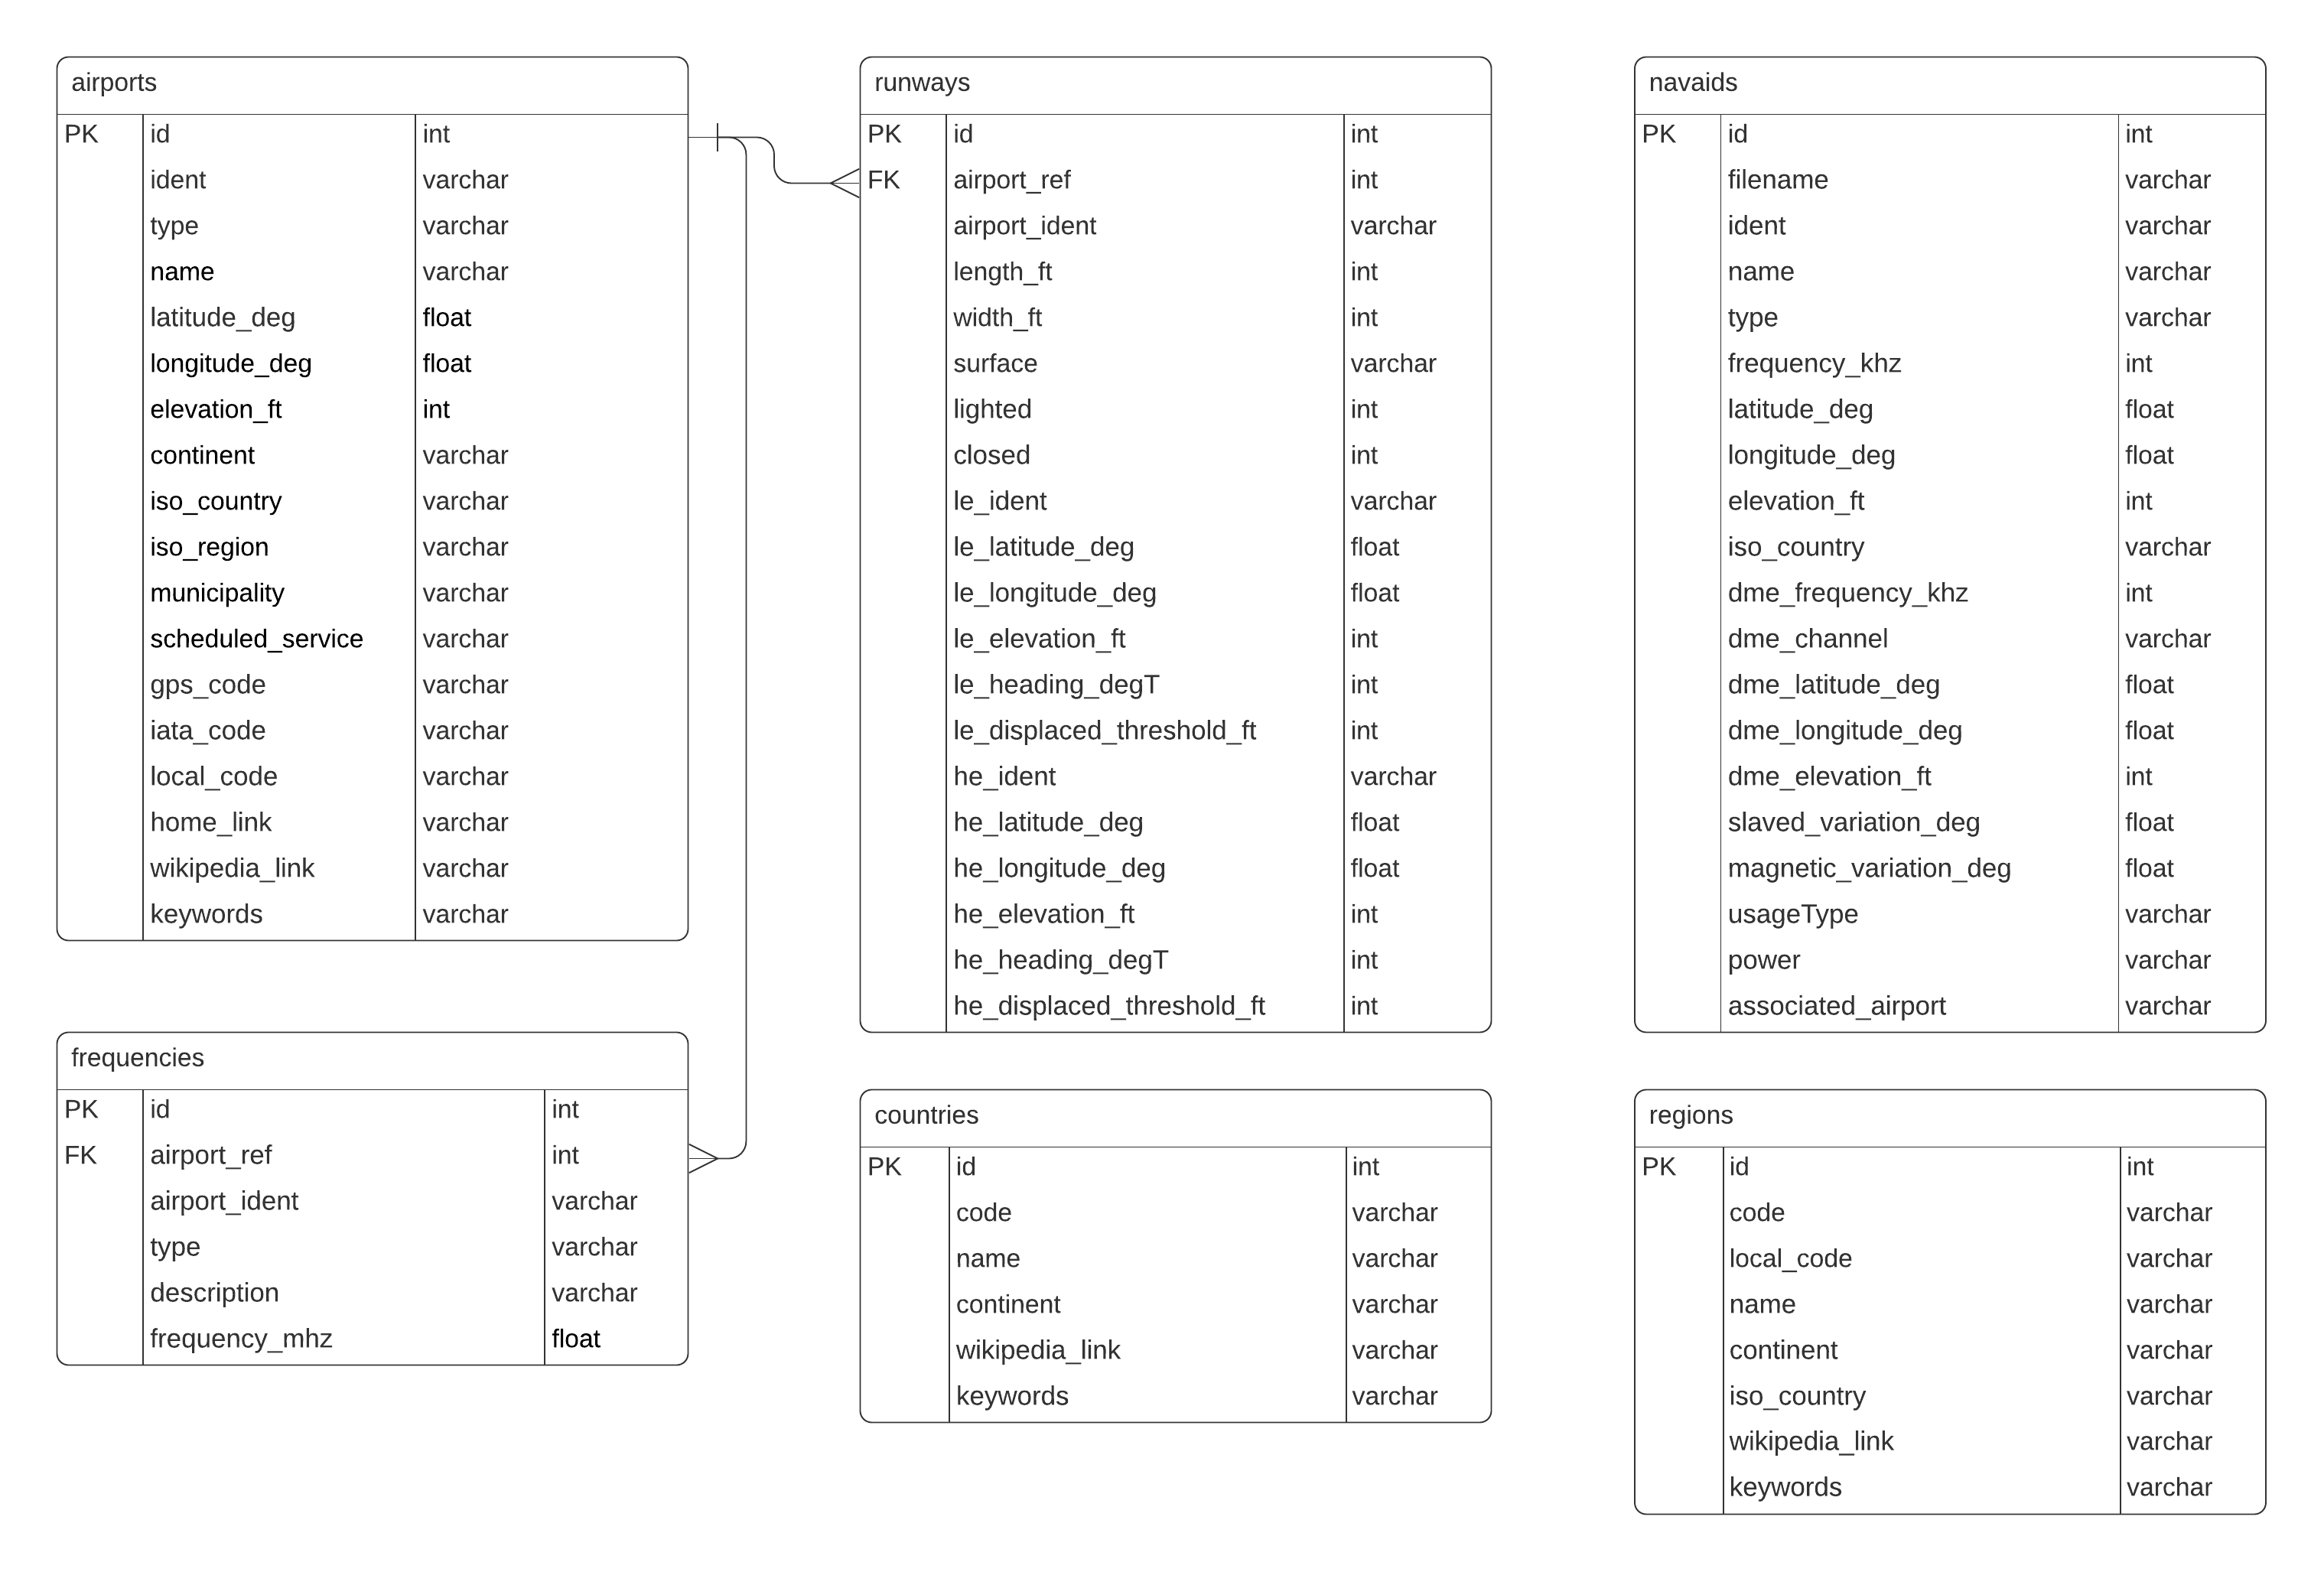 airports
PK id int
ident varchar
type varchar
name varchar
latitude_deg float
longitude_deg float
elevation_ft int
continent varchar
iso_country varchar
iso_region varchar
municipality varchar
scheduled_service varchar
gps_code varchar
iata_code varchar
local_code varchar
home_link varchar
wikipedia_link varchar
keywords varchar
runways
PK id int
FK airport_ref int
airport_ident varchar
length_ft int
width_ft int
surface varchar
lighted int
closed int
le_ident varchar
le_latitude_deg float
le_longitude_deg float
le_elevation_ft int
le_heading_degT int
le_displaced_threshold_ft int
he_ident varchar
he_latitude_deg float
he_longitude_deg float
he_elevation_ft int
he_heading_degT int
he_displaced_threshold_ft int
navaids
PK id int
filename varchar
ident varchar
name varchar
type varchar
frequency_khz int
latitude_deg float
longitude_deg float
elevation_ft int
iso_country varchar
dme_frequency_khz int
dme_channel varchar
dme_latitude_deg float
dme_longitude_deg float
dme_elevation_ft int
slaved_variation_deg float
magnetic_variation_deg float
usageType varchar
power varchar
associated_airport varchar
frequencies
PK id int
FK airport_ref int
airport_ident varchar
type varchar
description varchar
frequency_mhz float
countries
PK id int
code varchar
name varchar
continent varchar
wikipedia_link varchar
keywords varchar
regions
PK id int
code varchar
local_code varchar
name varchar
continent varchar
iso_country varchar
wikipedia_link varchar
keywords varchar